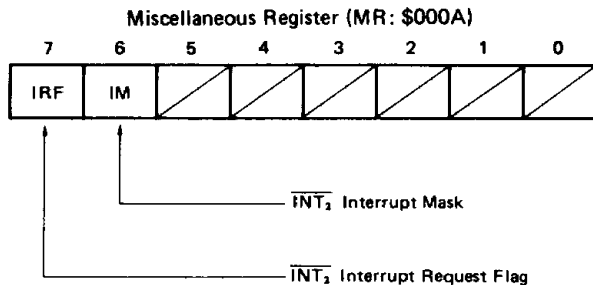 Miscellaneous Register (MR: $000A)
7 6 5 4 3 2 1 0
IRF IM
INT₂ Interrupt Mask
INT₂ Interrupt Request Flag